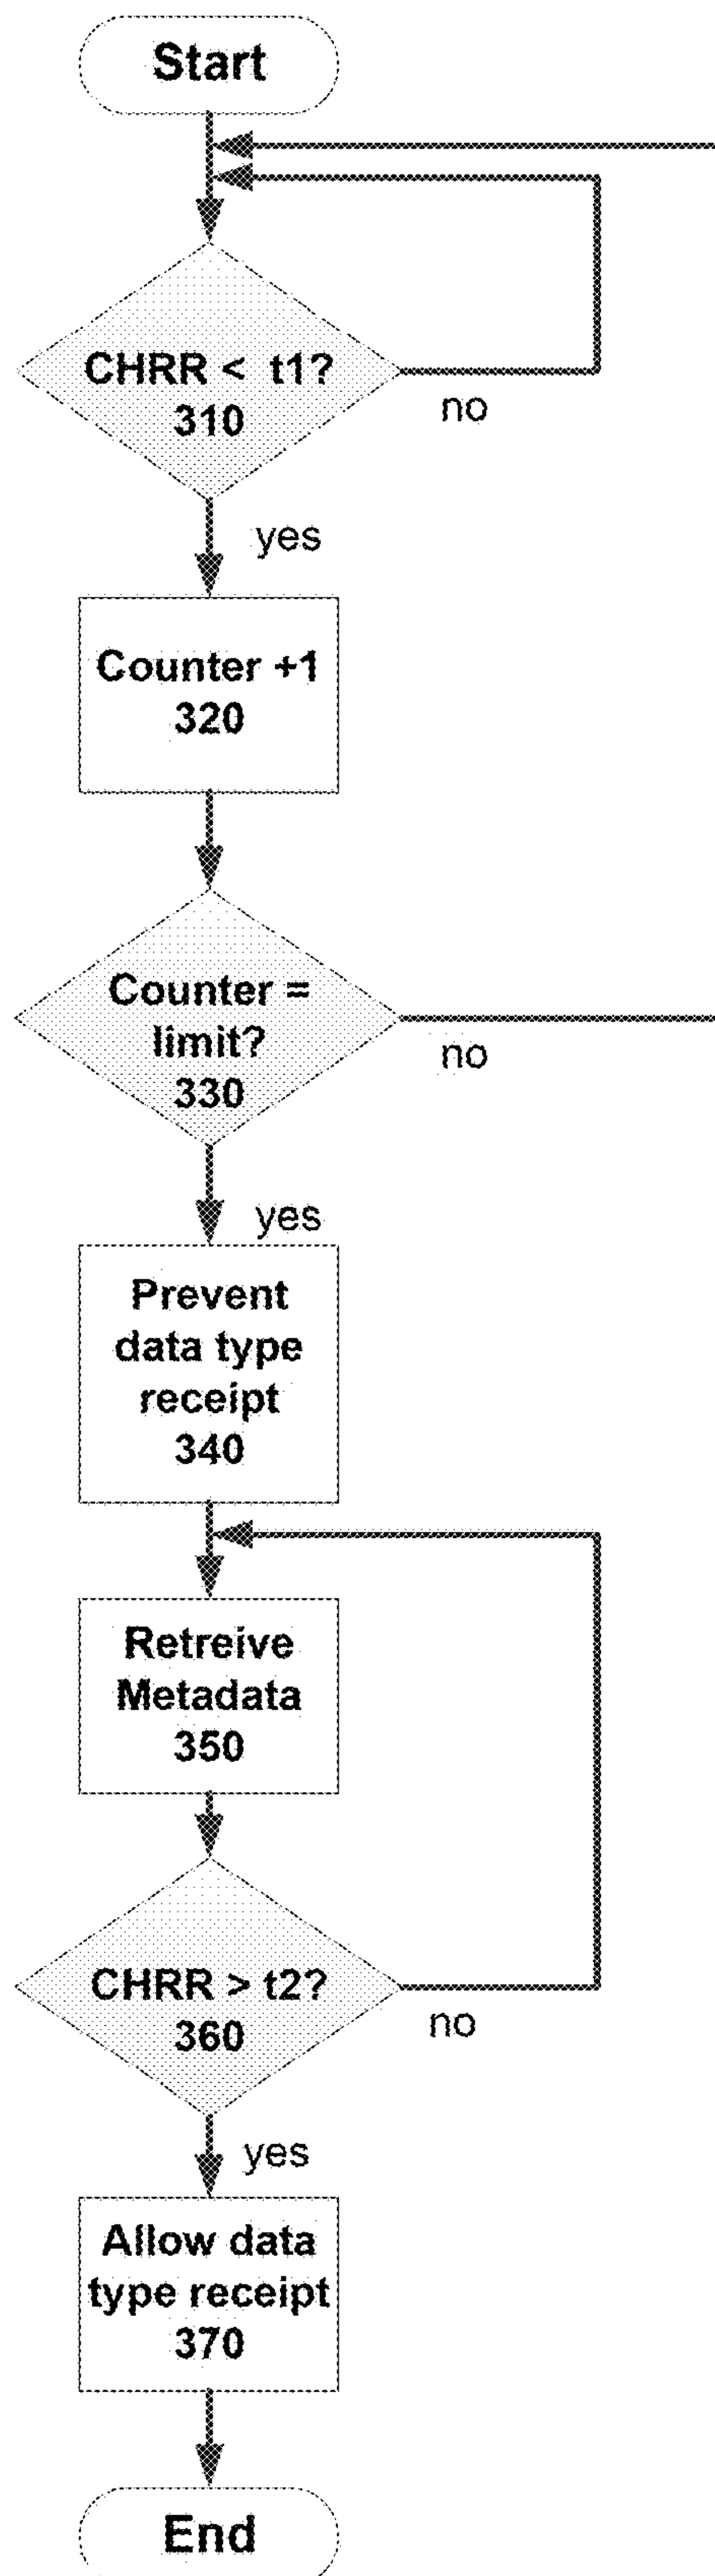 Start
CHRR < t1?
310
no
yes
Counter +1
320
Counter =
limit?
330
no
yes
Prevent
data type
receipt
340
Retreive
Metadata
350
CHRR > t2?
360
no
yes
Allow data
type receipt
370
End